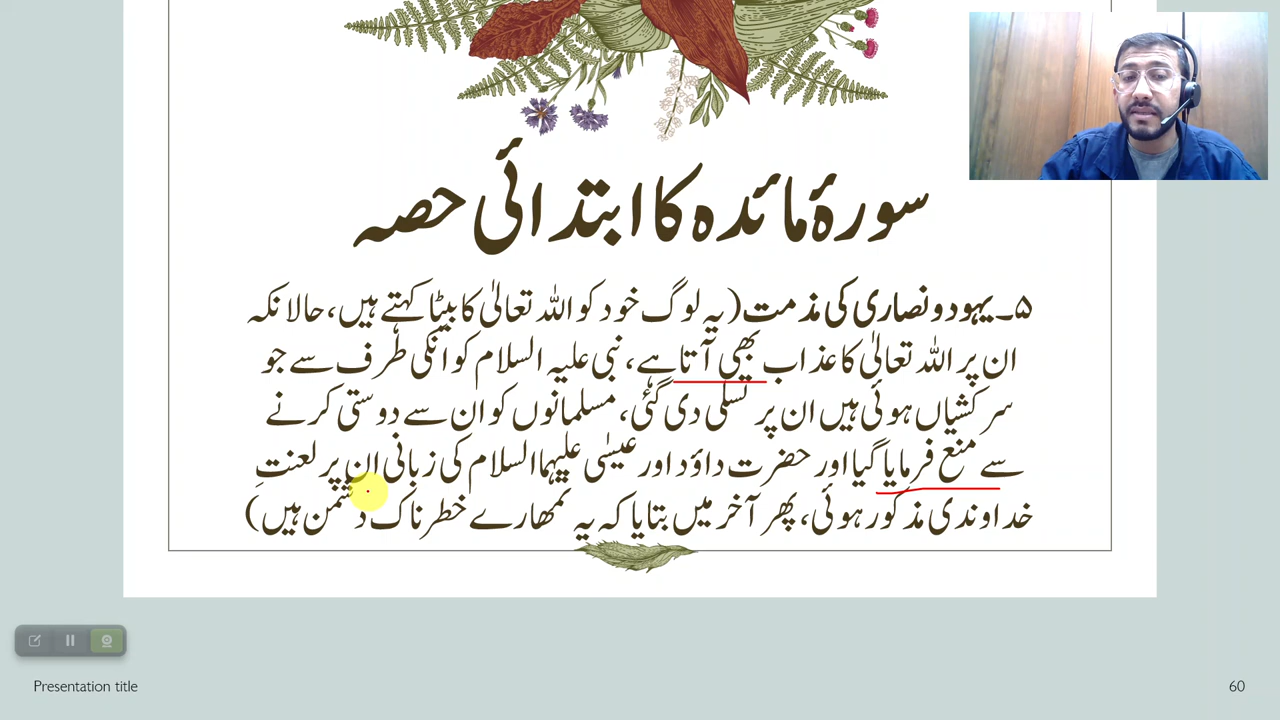 سورۂ مائدہ کا ابتدائی حصہ
۵۔ یہود و نصاری کی مذمت (یہ لوگ خود کو اللہ تعالیٰ کا بیٹا کہتے ہیں، حالانکہ
ان پر اللہ تعالیٰ کا عذاب بھی آتا ہے، نبی علیہ السلام کو انکی طرف سے جو
سرکشیاں ہوئی ہیں ان پر تسلی دی گئی، مسلمانوں کو ان سے دوستی کرنے
سے منع فرمایا گیا اور حضرت داؤد اور عیسٰی علیہما السلام کی زبانی ان پر لعنتِ
خداوندی مذکور ہوئی، پھر آخر میں بتایا کہ یہ تمھارے خطرناک دشمن ہیں)
Presentation title
60